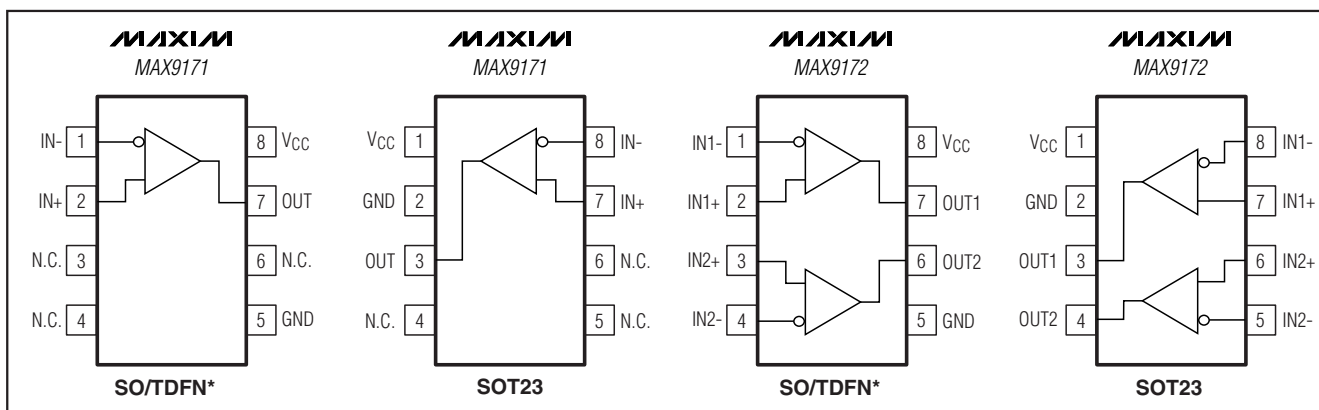 MAXIM
MAX9171
IN- 1
8 VCC
IN+ 2
7 OUT
N.C. 3
6 N.C.
N.C. 4
5 GND
SO/TDFN*
MAXIM
MAX9171
VCC 1
8 IN-
GND 2
7 IN+
OUT 3
6 N.C.
N.C. 4
5 N.C.
SOT23
MAXIM
MAX9172
IN1- 1
8 VCC
IN1+ 2
7 OUT1
IN2+ 3
6 OUT2
IN2- 4
5 GND
SO/TDFN*
MAXIM
MAX9172
VCC 1
8 IN1-
GND 2
7 IN1+
OUT1 3
6 IN2+
OUT2 4
5 IN2-
SOT23